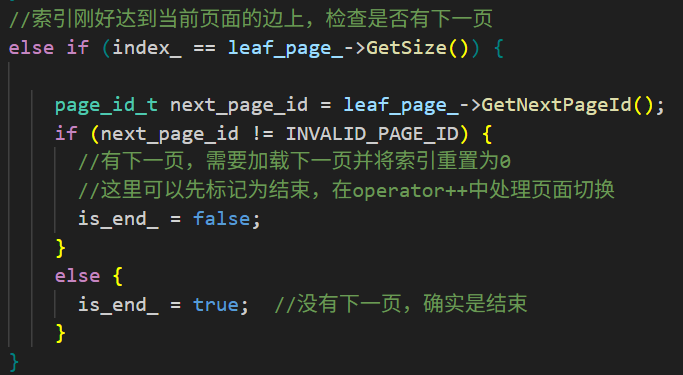 //索引刚好达到当前页面的边上，检查是否有下一页
else if (index_ == leaf_page_->GetSize()) {
page_id_t next_page_id = leaf_page_->GetNextPageId();
if (next_page_id != INVALID_PAGE_ID) {
//有下一页，需要加载下一页并将索引重置为0
//这里可以先标记为结束，在operator++中处理页面切换
is_end_ = false;
}
else {
is_end_ = true;  //没有下一页，确实是结束
}
}